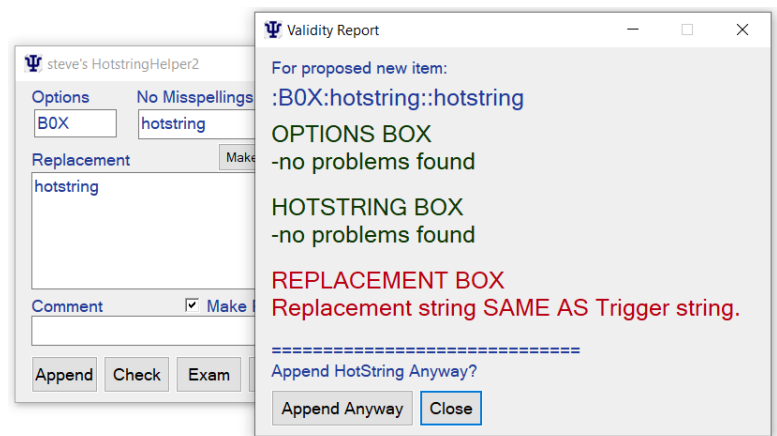 steve's HotstringHelper2
Options No Misspellings
B0X hotstring
Replacement Make
hotstring
Comment Make
Append Check Exam
Validity Report
For proposed new item:
:B0X:hotstring::hotstring
OPTIONS BOX
-no problems found
HOTSTRING BOX
-no problems found
REPLACEMENT BOX
Replacement string SAME AS Trigger string.
==============================
Append HotString Anyway?
Append Anyway Close